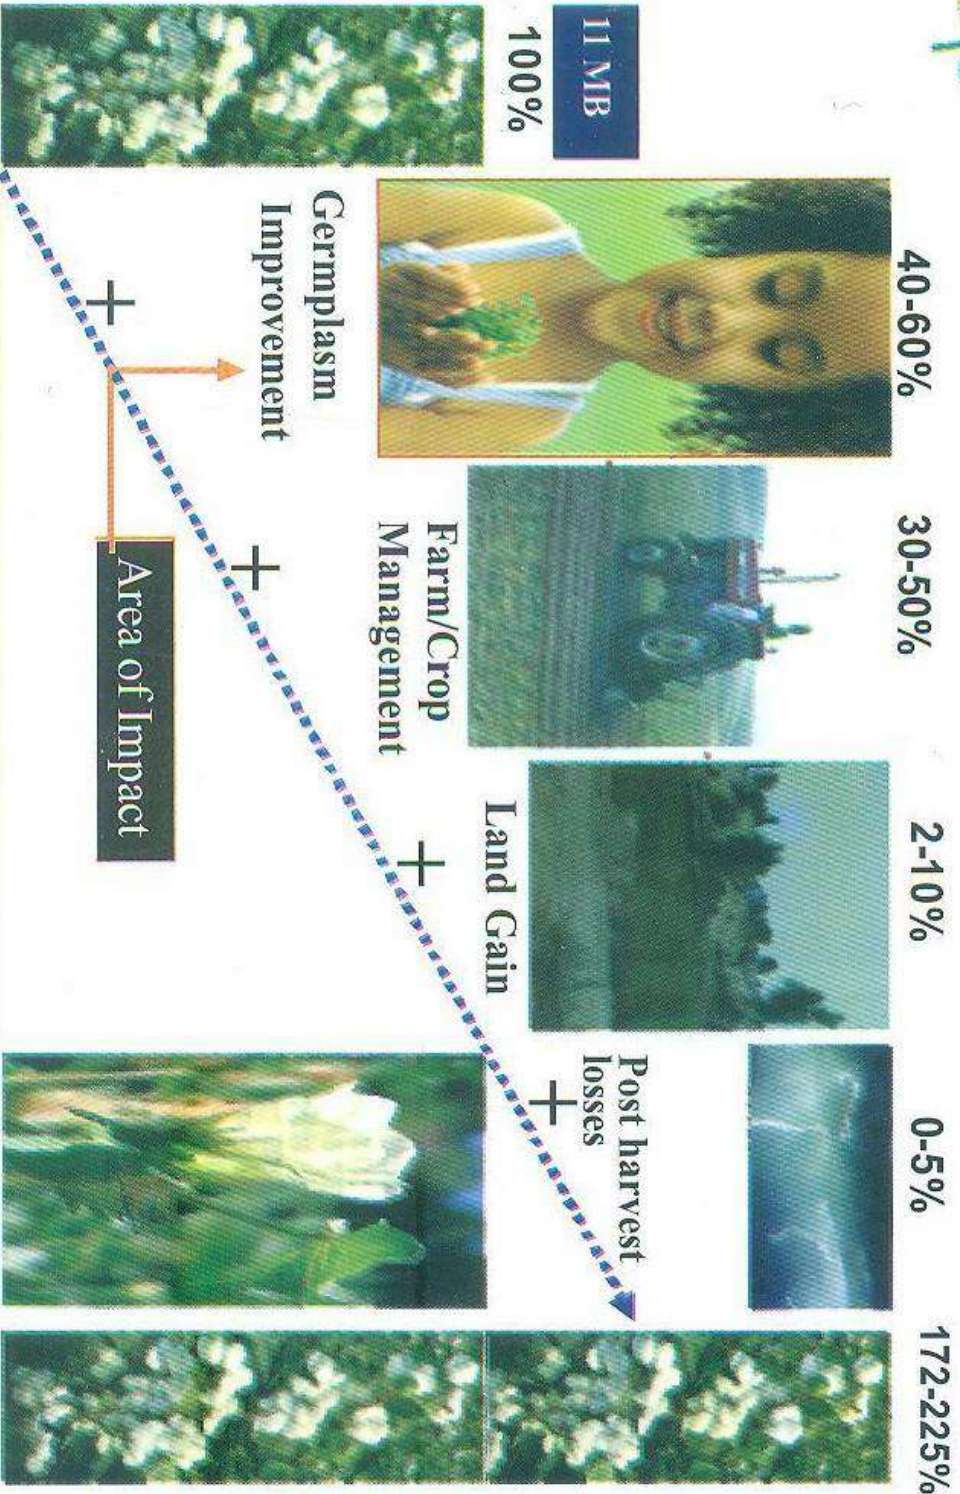 11 MB
100%
40-60%
Germplasm
Improvement
+
30-50%
Farm/Crop
Management
+
2-10%
Land Gain
+
0-5%
Post harvest
losses
+
172-225%
Area of Impact